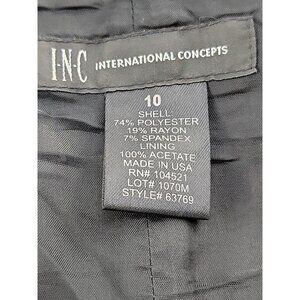 I·N·C INTERNATIONAL CONCEPTS
10
SHELL
74% POLYESTER
19% RAYON
7% SPANDEX
LINING
100% ACETATE
MADE IN USA
RN# 104521
LOT# 1070M
STYLE# 63769